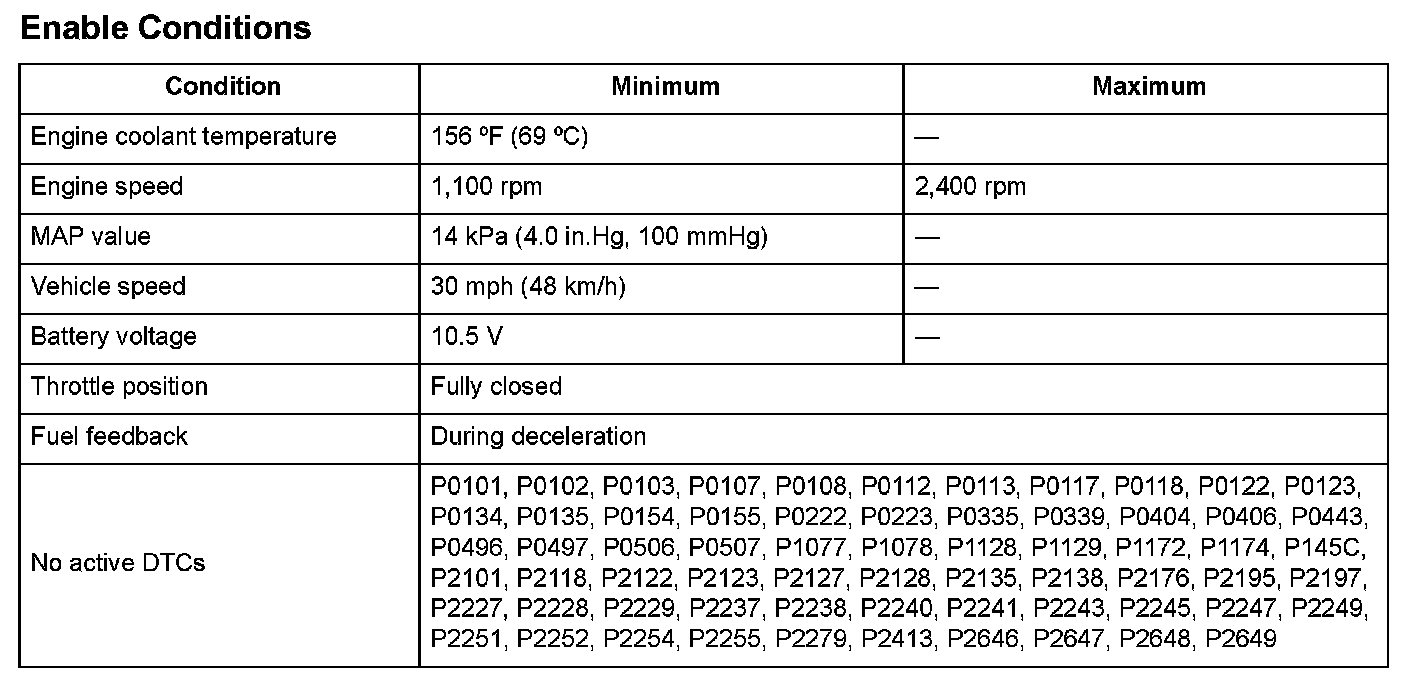 Enable Conditions
Condition Minimum Maximum
Engine coolant temperature 156 ºF (69 ºC) —
Engine speed 1,100 rpm 2,400 rpm
MAP value 14 kPa (4.0 in.Hg, 100 mmHg) —
Vehicle speed 30 mph (48 km/h) —
Battery voltage 10.5 V —
Throttle position Fully closed
Fuel feedback During deceleration
No active DTCs
P0101, P0102, P0103, P0107, P0108, P0112, P0113, P0117, P0118, P0122, P0123,
P0134, P0135, P0154, P0155, P0222, P0223, P0335, P0339, P0404, P0406, P0443,
P0496, P0497, P0506, P0507, P1077, P1078, P1128, P1129, P1172, P1174, P145C,
P2101, P2118, P2122, P2123, P2127, P2128, P2135, P2138, P2176, P2195, P2197,
P2227, P2228, P2229, P2237, P2238, P2240, P2241, P2243, P2245, P2247, P2249,
P2251, P2252, P2254, P2255, P2279, P2413, P2646, P2647, P2648, P2649